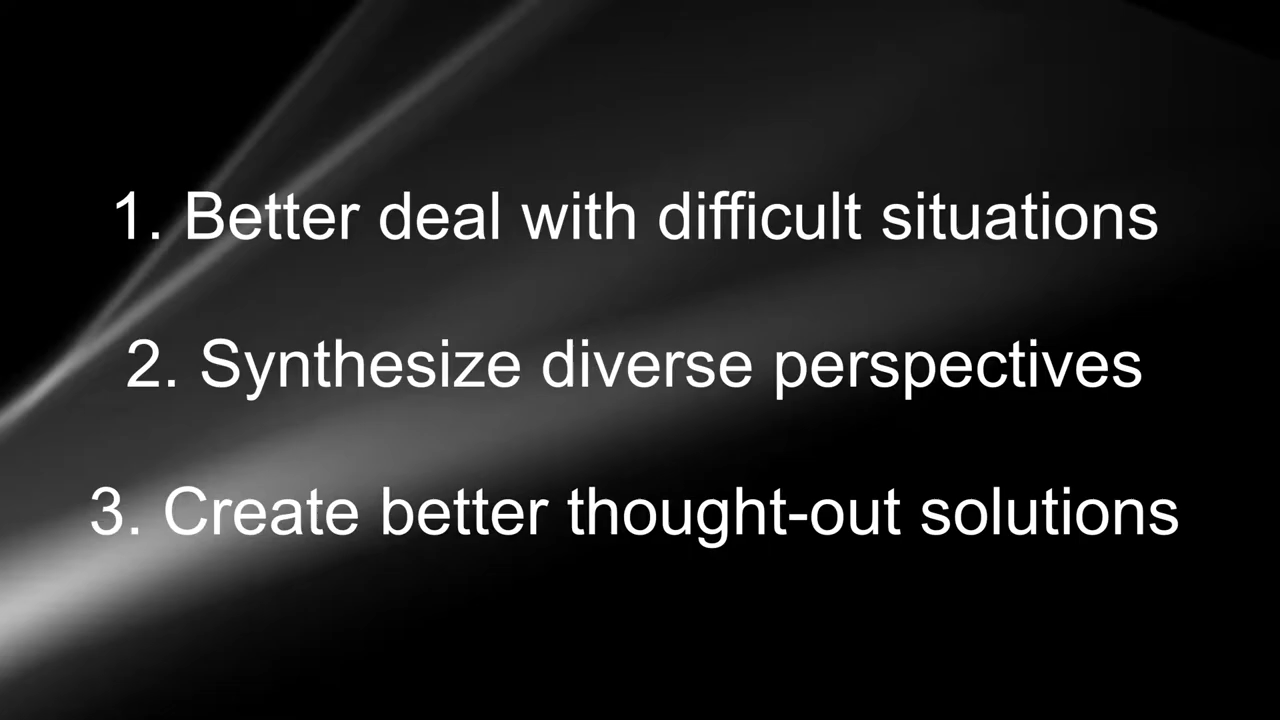 1. Better deal with difficult situations
2. Synthesize diverse perspectives
3. Create better thought-out solutions